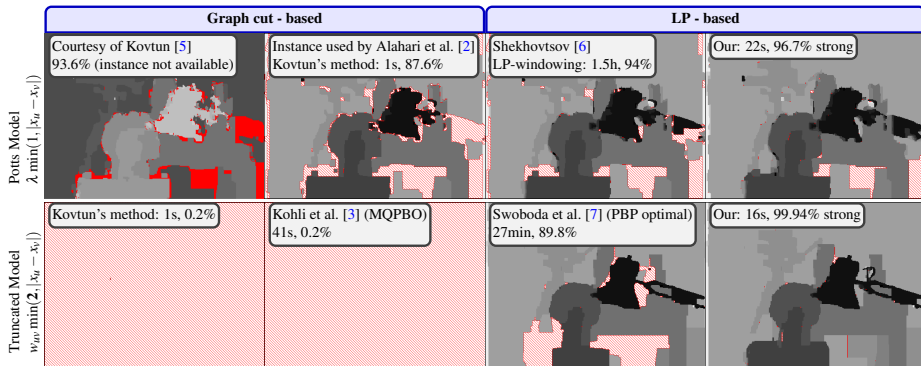 Graph cut - based
LP - based
Potts Model
λ min(1, |x_u − x_v|)
Courtesy of Kovtun [5]
93.6% (instance not available)
Instance used by Alahari et al. [2]
Kovtun's method: 1s, 87.6%
Shekhovtsov [6]
LP-windowing: 1.5h, 94%
Our: 22s, 96.7% strong
Truncated Model
w_uv min(2, |x_u − x_v|)
Kovtun's method: 1s, 0.2%
Kohli et al. [3] (MQPBO)
41s, 0.2%
Swoboda et al. [7] (PBP optimal)
27min, 89.8%
Our: 16s, 99.94% strong